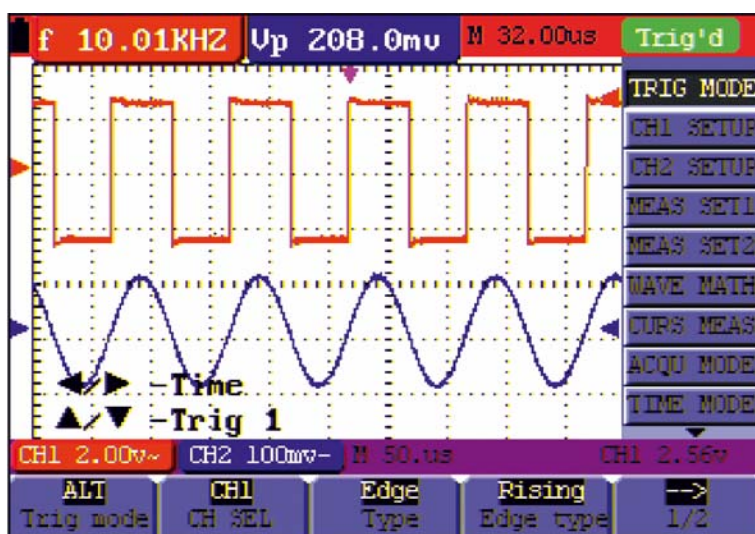 f 10.01KHZ Vp 208.0mv M 32.00us Trig'd
TRIG MODE
CH1 SETUP
CH2 SETUP
MEAS SET1
MEAS SET2
WAVE MATH
CURS MEAS
ACQU MODE
TIME MODE
◄/► -Time
▲/▼ -Trig 1
CH1 2.00v~ CH2 100mv- M 50.us CH1 2.56v
ALT CH1 Edge Rising -->
Trig mode CH SEL Type Edge type 1/2